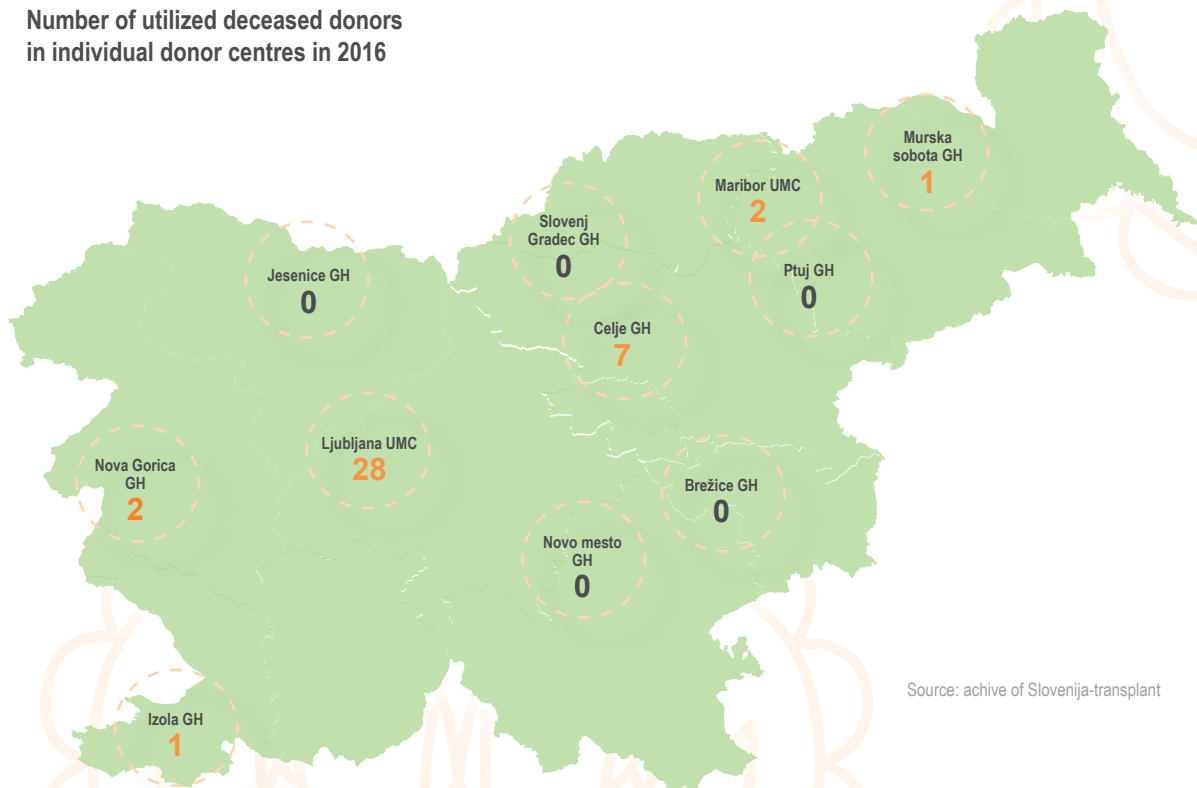 Number of utilized deceased donors
in individual donor centres in 2016
Murska
sobota GH
1
Maribor UMC
2
Slovenj
Gradec GH
0
Jesenice GH
0
Ptuj GH
0
Celje GH
7
Ljubljana UMC
28
Nova Gorica
GH
2
Brežice GH
0
Novo mesto
GH
0
Izola GH
1
Source: achive of Slovenija-transplant